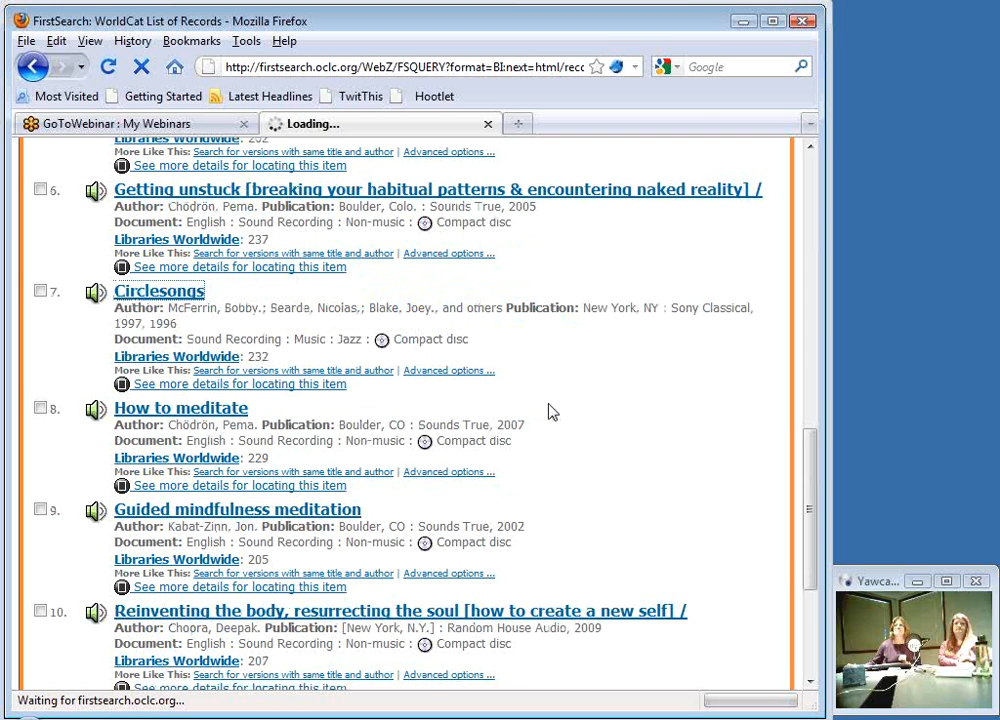 FirstSearch: WorldCat List of Records - Mozilla Firefox
File Edit View History Bookmarks Tools Help
http://firstsearch.oclc.org/WebZ/FSQUERY?format=BI:next=html/recc
Google
Most Visited Getting Started Latest Headlines TwitThis Hootlet
GoToWebinar : My Webinars
Loading...
Libraries Worldwide: 202
More Like This: Search for versions with same title and author | Advanced options ...
See more details for locating this item
6. Getting unstuck [breaking your habitual patterns & encountering naked reality] /
Author: Chödrön, Pema. Publication: Boulder, Colo. : Sounds True, 2005
Document: English : Sound Recording : Non-music : Compact disc
Libraries Worldwide: 237
More Like This: Search for versions with same title and author | Advanced options ...
See more details for locating this item
7. Circlesongs
Author: McFerrin, Bobby.; Bearde, Nicolas.; Blake, Joey., and others Publication: New York, NY : Sony Classical,
1997, 1996
Document: Sound Recording : Music : Jazz : Compact disc
Libraries Worldwide: 232
More Like This: Search for versions with same title and author | Advanced options ...
See more details for locating this item
8. How to meditate
Author: Chödrön, Pema. Publication: Boulder, CO : Sounds True, 2007
Document: English : Sound Recording : Non-music : Compact disc
Libraries Worldwide: 229
More Like This: Search for versions with same title and author | Advanced options ...
See more details for locating this item
9. Guided mindfulness meditation
Author: Kabat-Zinn, Jon. Publication: Boulder, CO : Sounds True, 2002
Document: English : Sound Recording : Non-music : Compact disc
Libraries Worldwide: 205
More Like This: Search for versions with same title and author | Advanced options ...
See more details for locating this item
10. Reinventing the body, resurrecting the soul [how to create a new self] /
Author: Chopra, Deepak. Publication: [New York, N.Y.] : Random House Audio, 2009
Document: English : Sound Recording : Non-music : Compact disc
Libraries Worldwide: 207
More Like This: Search for versions with same title and author | Advanced options ...
See more details for locating this item
Waiting for firstsearch.oclc.org...
Yawca...